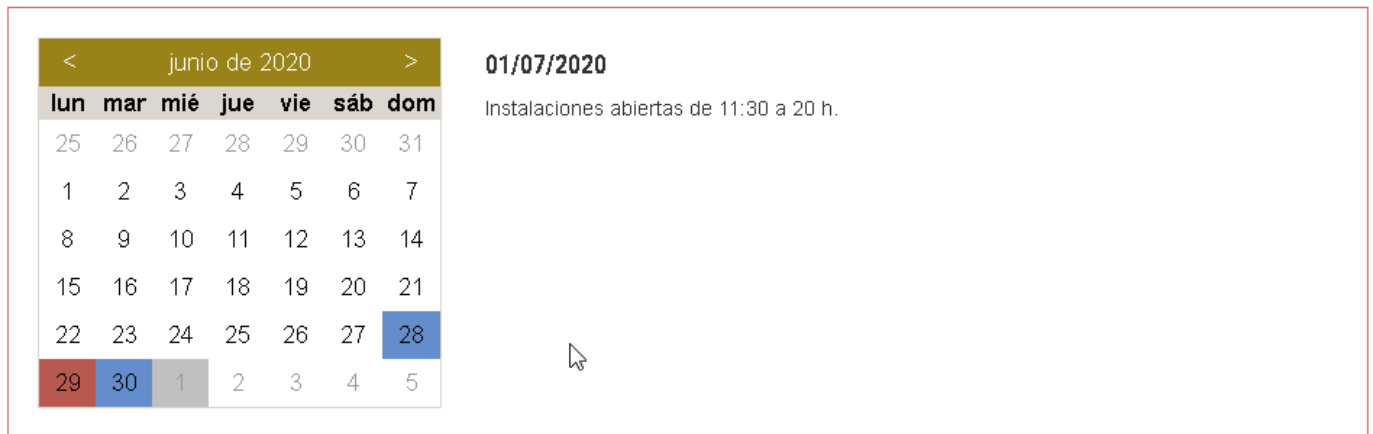 < junio de 2020 >
lun mar mié jue vie sáb dom
25 26 27 28 29 30 31
1 2 3 4 5 6 7
8 9 10 11 12 13 14
15 16 17 18 19 20 21
22 23 24 25 26 27 28
29 30 1 2 3 4 5
01/07/2020
Instalaciones abiertas de 11:30 a 20 h.